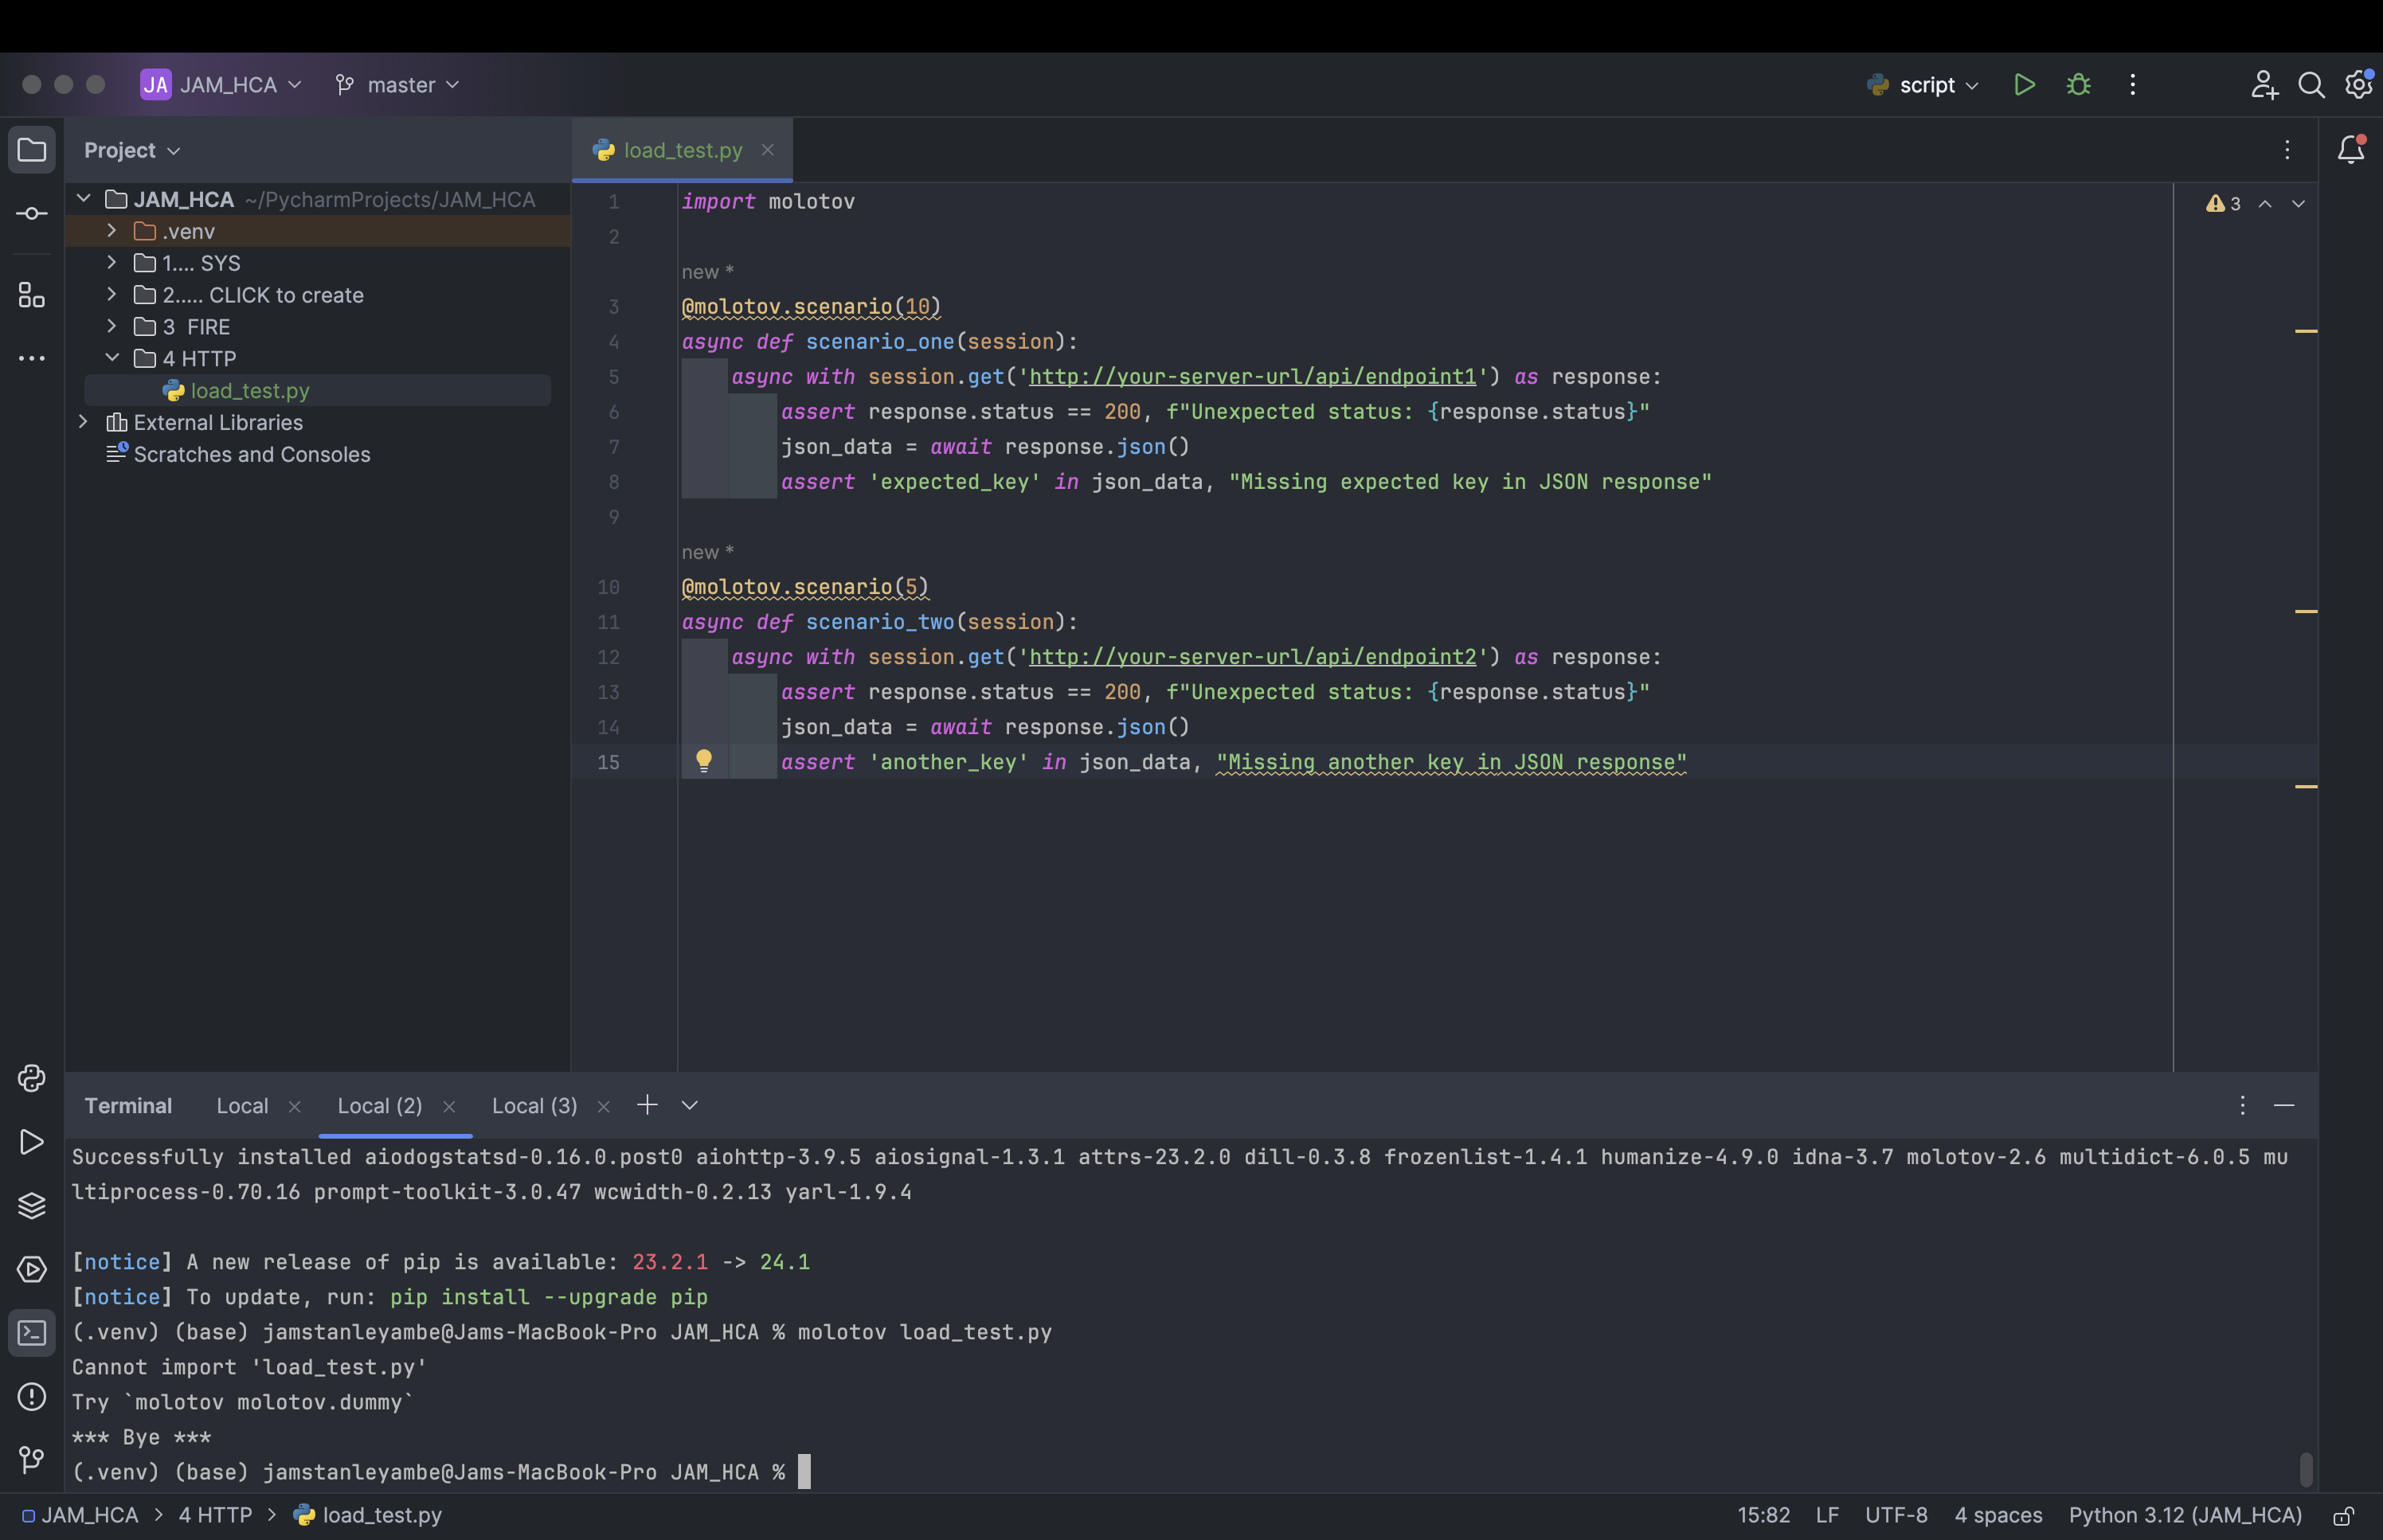 JA JAM_HCA master script
Project
load_test.py
JAM_HCA ~/PycharmProjects/JAM_HCA
.venv
1.... SYS
2..... CLICK to create
3 FIRE
4 HTTP
load_test.py
External Libraries
Scratches and Consoles
3
1 import molotov
2
new *
3 @molotov.scenario(10)
4 async def scenario_one(session):
5 async with session.get('http://your-server-url/api/endpoint1') as response:
6 assert response.status == 200, f"Unexpected status: {response.status}"
7 json_data = await response.json()
8 assert 'expected_key' in json_data, "Missing expected key in JSON response"
9
new *
10 @molotov.scenario(5)
11 async def scenario_two(session):
12 async with session.get('http://your-server-url/api/endpoint2') as response:
13 assert response.status == 200, f"Unexpected status: {response.status}"
14 json_data = await response.json()
15 assert 'another_key' in json_data, "Missing another key in JSON response"
Terminal Local Local (2) Local (3)
Successfully installed aiodogstatsd-0.16.0.post0 aiohttp-3.9.5 aiosignal-1.3.1 attrs-23.2.0 dill-0.3.8 frozenlist-1.4.1 humanize-4.9.0 idna-3.7 molotov-2.6 multidict-6.0.5 mu
ltiprocess-0.70.16 prompt-toolkit-3.0.47 wcwidth-0.2.13 yarl-1.9.4
[notice] A new release of pip is available: 23.2.1 -> 24.1
[notice] To update, run: pip install --upgrade pip
(.venv) (base) jamstanleyambe@Jams-MacBook-Pro JAM_HCA % molotov load_test.py
Cannot import 'load_test.py'
Try `molotov molotov.dummy`
*** Bye ***
(.venv) (base) jamstanleyambe@Jams-MacBook-Pro JAM_HCA %
JAM_HCA > 4 HTTP > load_test.py 15:82 LF UTF-8 4 spaces Python 3.12 (JAM_HCA)